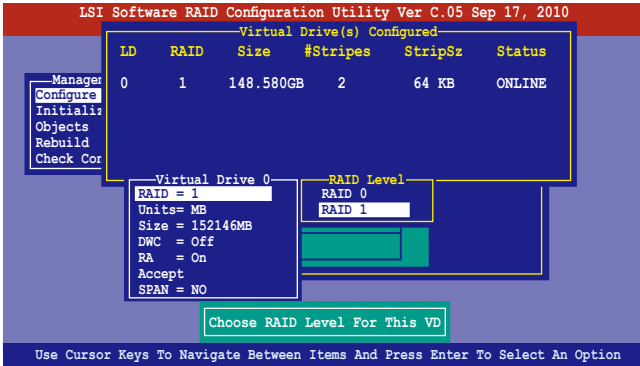 LSI Software RAID Configuration Utility Ver C.05 Sep 17, 2010
Virtual Drive(s) Configured
LD RAID Size #Stripes StripSz Status
0 1 148.580GB 2 64 KB ONLINE
Manager
Configure
Initializ
Objects
Rebuild
Check Con
Virtual Drive 0
RAID = 1
Units= MB
Size = 152146MB
DWC = Off
RA = On
Accept
SPAN = NO
RAID Level
RAID 0
RAID 1
Choose RAID Level For This VD
Use Cursor Keys To Navigate Between Items And Press Enter To Select An Option